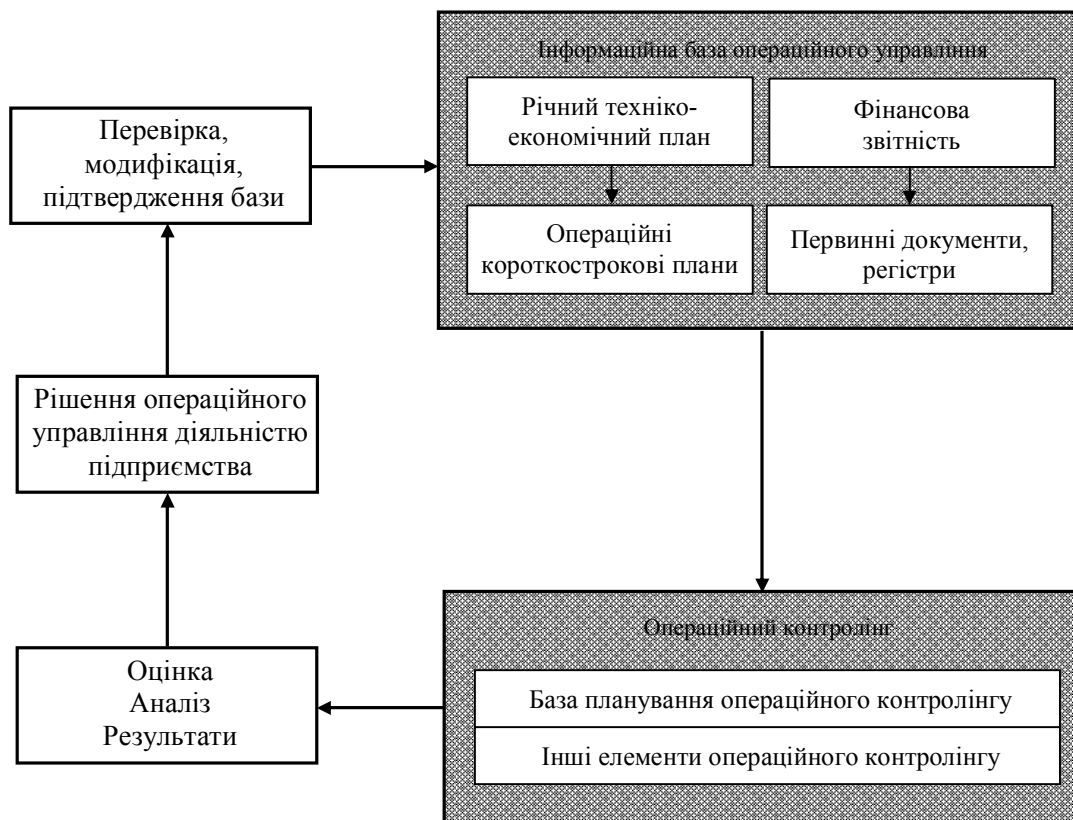 Інформаційна база операційного управління
Річний техніко-
економічний план
Фінансова
звітність
Операційні
короткострокові плани
Первинні документи,
регістри
Перевірка,
модифікація,
підтвердження бази
Рішення операційного
управління діяльністю
підприємства
Оцінка
Аналіз
Результати
Операційний контролінг
База планування операційного контролінгу
Інші елементи операційного контролінгу